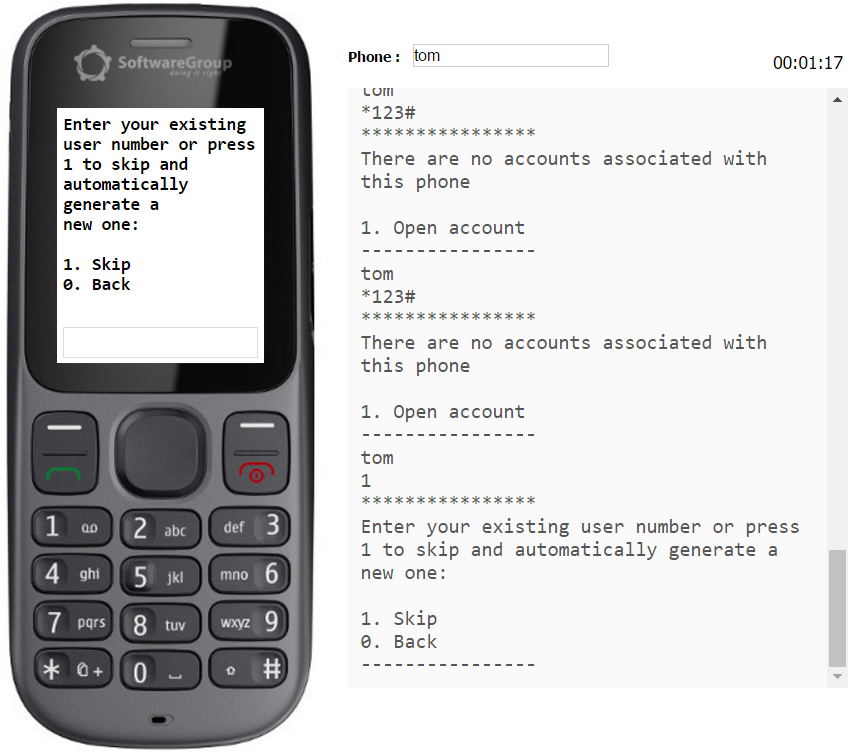 SoftwareGroup
doing it right
Enter your existing
user number or press
1 to skip and
automatically
generate a
new one:
1. Skip
0. Back
1
2 abc
def 3
4 ghi
5 jkl
mno 6
7 pqrs
8 tuv
wxyz 9
* +
0
#
Phone : tom
00:01:17
tom
*123#
****************
There are no accounts associated with
this phone
1. Open account
----------------
tom
*123#
****************
There are no accounts associated with
this phone
1. Open account
----------------
tom
1
****************
Enter your existing user number or press
1 to skip and automatically generate a
new one:
1. Skip
0. Back
----------------